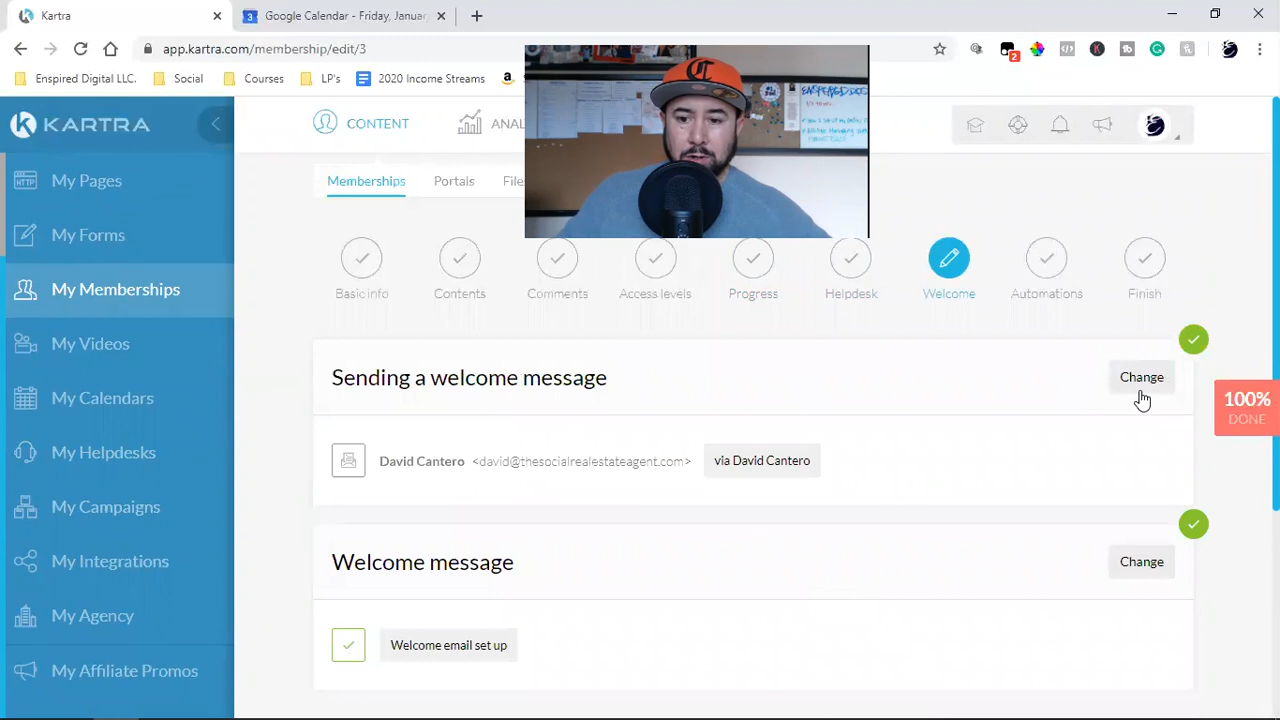 Kartra
3 Google Calendar - Friday, Januar
app.kartra.com/membership/edit/3
2
Enspired Digital LLC.
Social
Courses
LP's
2020 Income Streams
KARTRA
CONTENT
ANAL
My Pages
My Forms
My Memberships
My Videos
My Calendars
My Helpdesks
My Campaigns
My Integrations
My Agency
My Affiliate Promos
Memberships
Portals
Files
Basic info
Contents
Comments
Access levels
Progress
Helpdesk
Welcome
Automations
Finish
Sending a welcome message
Change
David Cantero <david@thesocialrealestateagent.com> via David Cantero
Welcome message
Change
Welcome email set up
100%
DONE